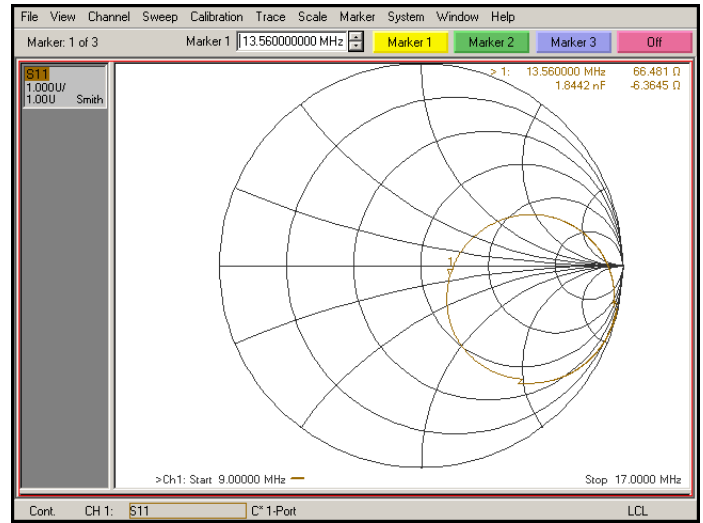 File View Channel Sweep Calibration Trace Scale Marker System Window Help
Marker: 1 of 3 Marker 1 13.560000000 MHz Marker 1 Marker 2 Marker 3 Off
S11
1.000U/
1.00U Smith
> 1: 13.560000 MHz 66.481 Ω
1.8442 nF -6.3645 Ω
1
2
>Ch1: Start 9.00000 MHz Stop 17.0000 MHz
Cont. CH 1: S11 C* 1-Port LCL